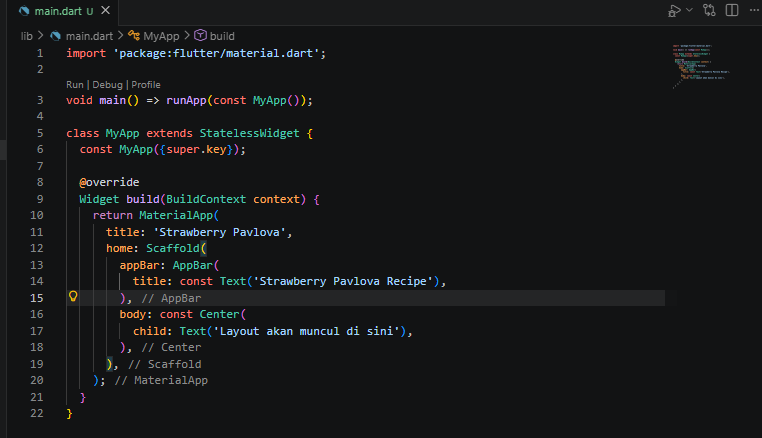 main.dart U
lib > main.dart > MyApp > build
1 import 'package:flutter/material.dart';
2
Run | Debug | Profile
3 void main() => runApp(const MyApp());
4
5 class MyApp extends StatelessWidget {
6   const MyApp({super.key});
7
8   @override
9   Widget build(BuildContext context) {
10     return MaterialApp(
11       title: 'Strawberry Pavlova',
12       home: Scaffold(
13         appBar: AppBar(
14           title: const Text('Strawberry Pavlova Recipe'),
15         ), // AppBar
16         body: const Center(
17           child: Text('Layout akan muncul di sini'),
18         ), // Center
19       ), // Scaffold
20     ); // MaterialApp
21   }
22 }